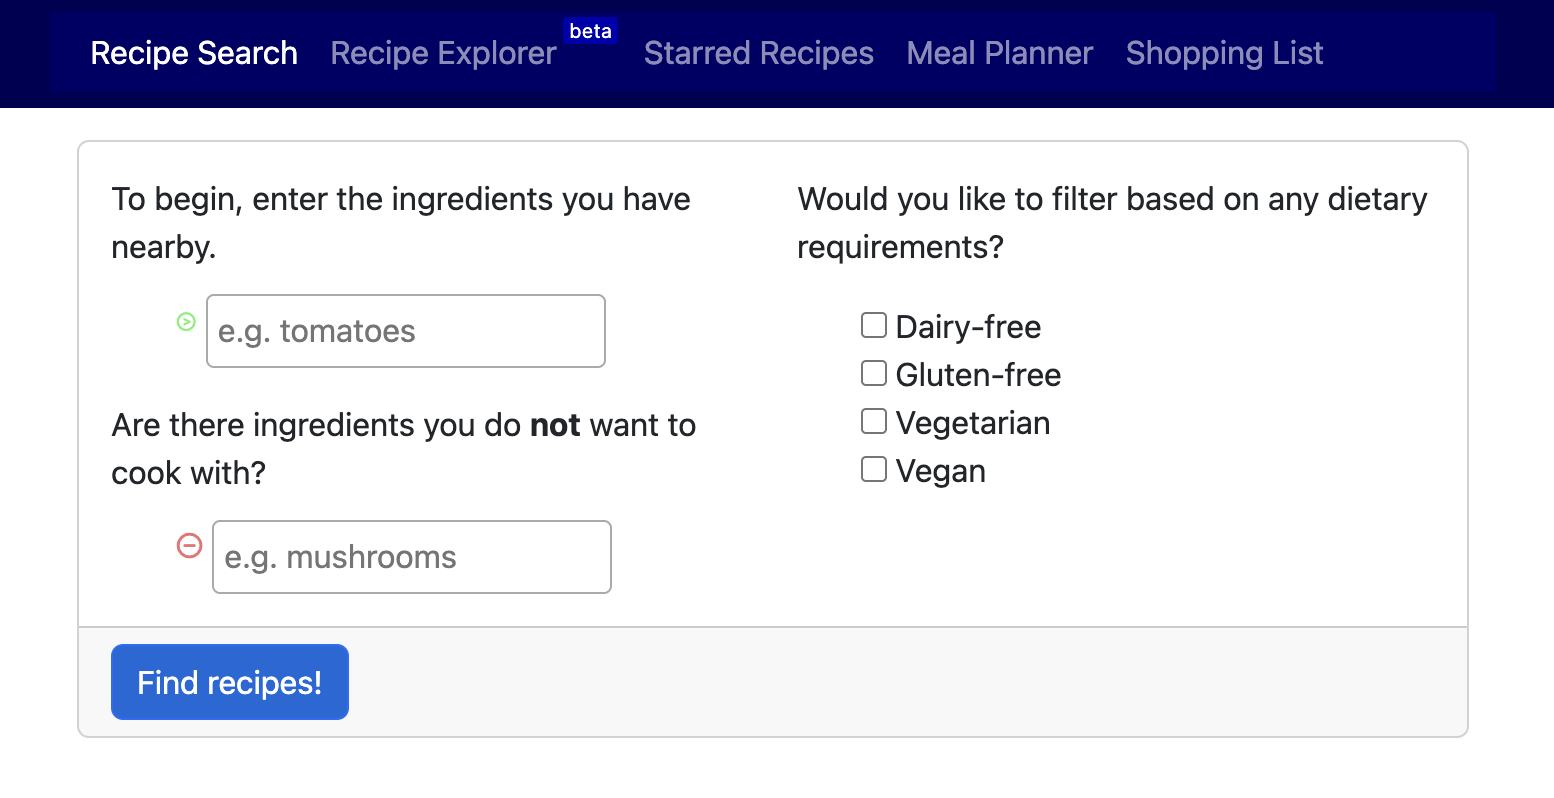 Recipe Search Recipe Explorer beta Starred Recipes Meal Planner Shopping List
To begin, enter the ingredients you have
nearby.
e.g. tomatoes
Are there ingredients you do not want to
cook with?
e.g. mushrooms
Would you like to filter based on any dietary
requirements?
Dairy-free
Gluten-free
Vegetarian
Vegan
Find recipes!